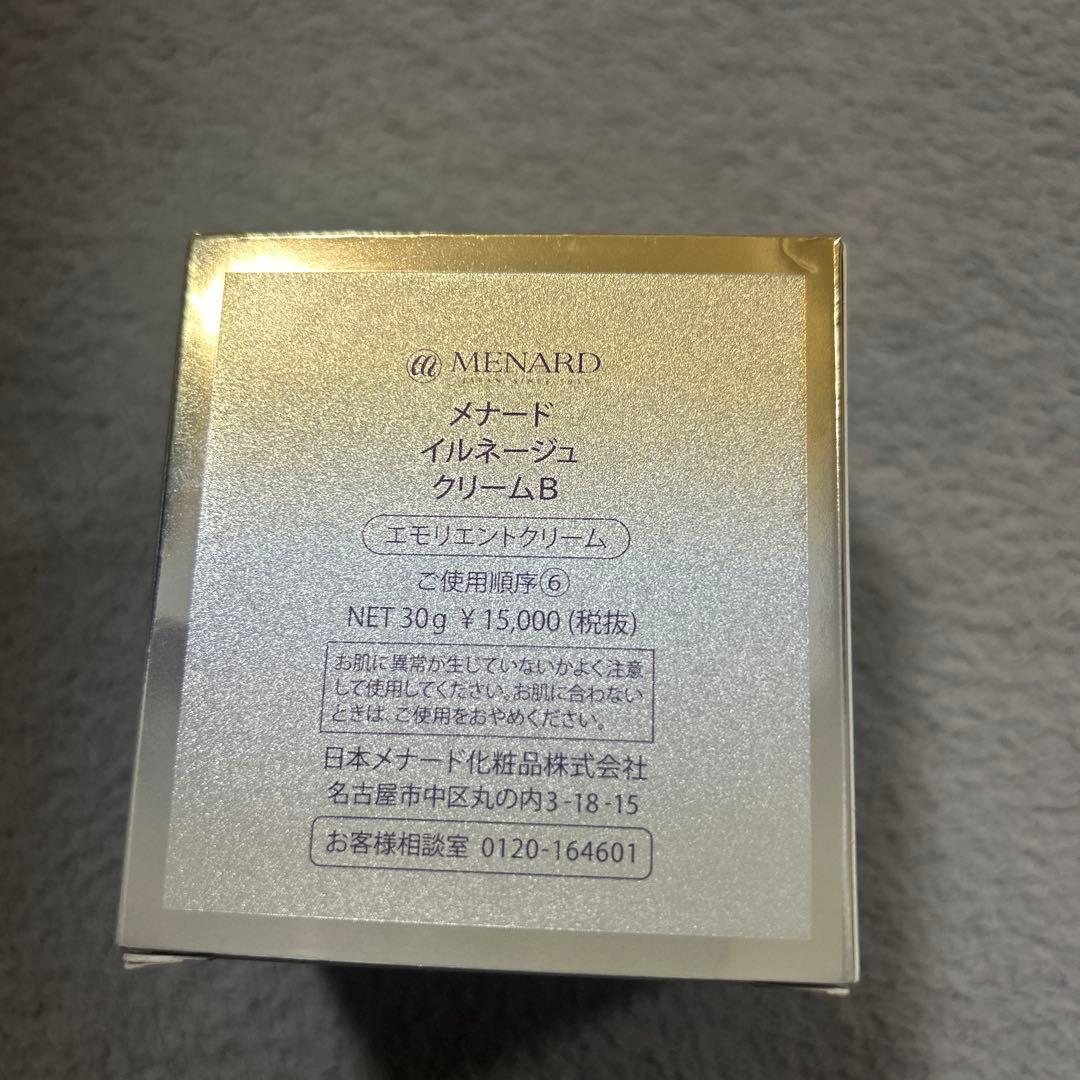 MENARD
JAPAN SINCE 1959
メナード
イルネージュ
クリームB
エモリエントクリーム
ご使用順序⑥
NET 30g ¥15,000 (税抜)
お肌に異常が生じていないかよく注意
して使用してください。お肌に合わない
ときは、ご使用をおやめください。
日本メナード化粧品株式会社
名古屋市中区丸の内3-18-15
お客様相談室 0120-164601